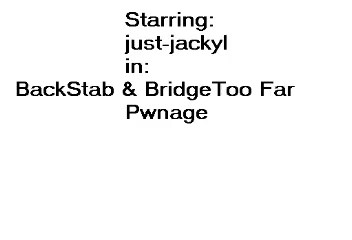 Starring:
just-jackyl
in:
BackStab & BridgeToo Far
Pwnage